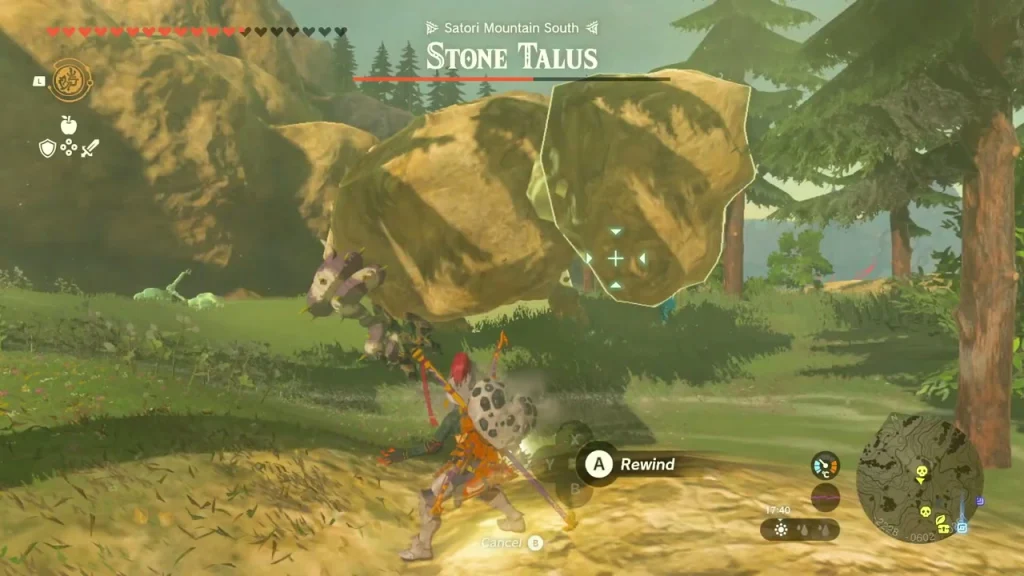 Satori Mountain South
STONE TALUS
L
X
Y
A Rewind
B
17:40
Cancel B